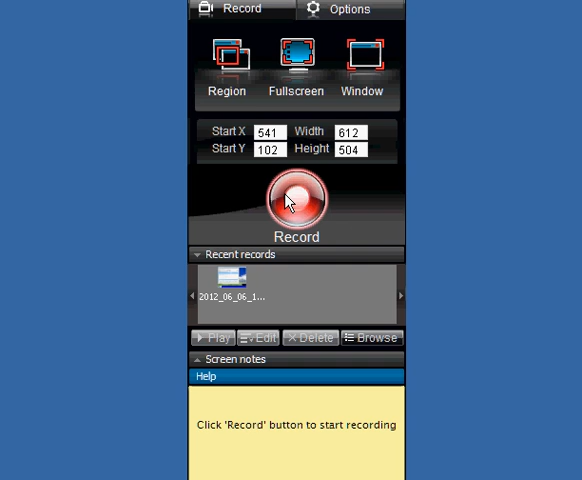 Record Options
Region Fullscreen Window
Start X 541 Width 612
Start Y 102 Height 504
Record
Recent records
2012_06_06_1...
Play Edit Delete Browse
Screen notes
Help
Click 'Record' button to start recording